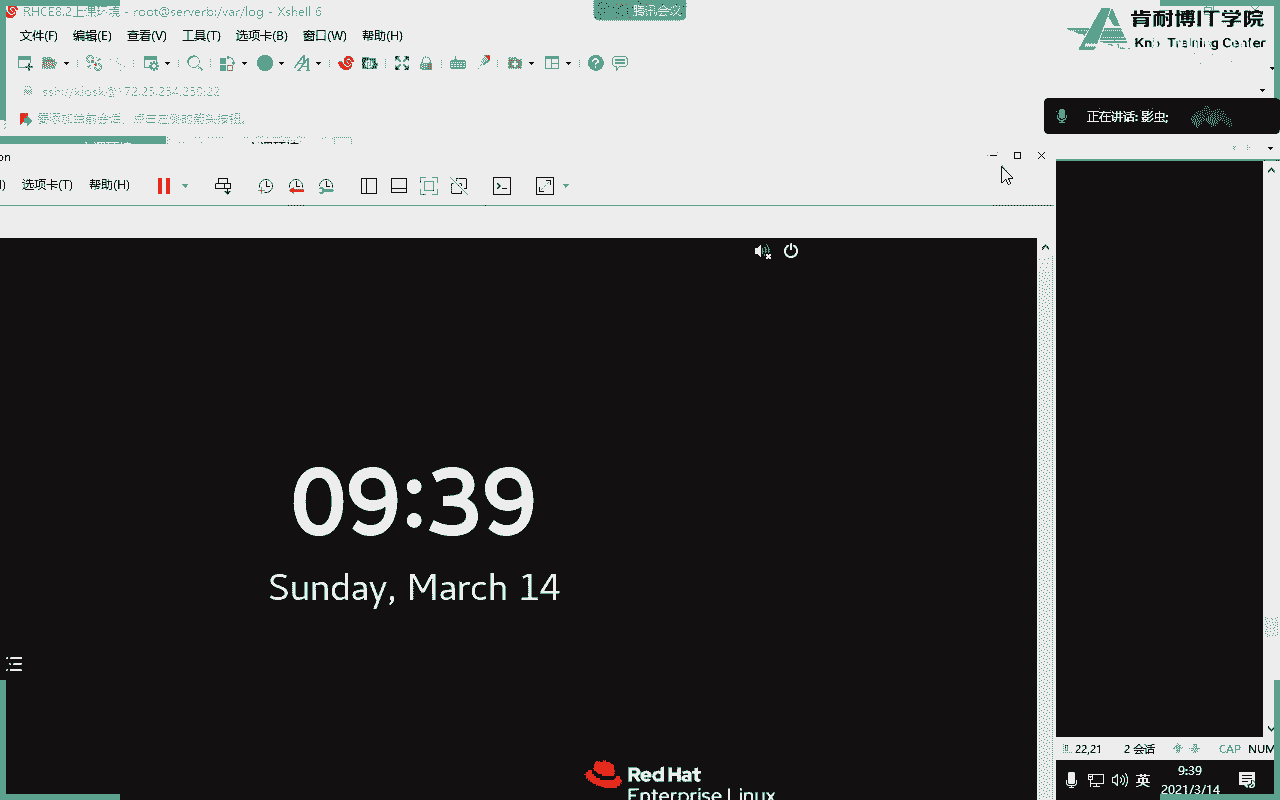 RHCE8.2上课环境 - root@serverb:/var/log - Xshell 6
腾讯会议
肯耐博IT学院
Knb Training Center
文件(F) 编辑(E) 查看(V) 工具(T) 选项卡(B) 窗口(W) 帮助(H)
ssh://kiosk@172.25.254.250:22
要添加当前会话，点击左侧的箭头按钮。
正在讲话: 影虫;
on
选项卡(T) 帮助(H)
09:39
Sunday, March 14
Red Hat
Enterprise Linux
22,21 2 会话 CAP NUM
英 9:39
2021/3/14